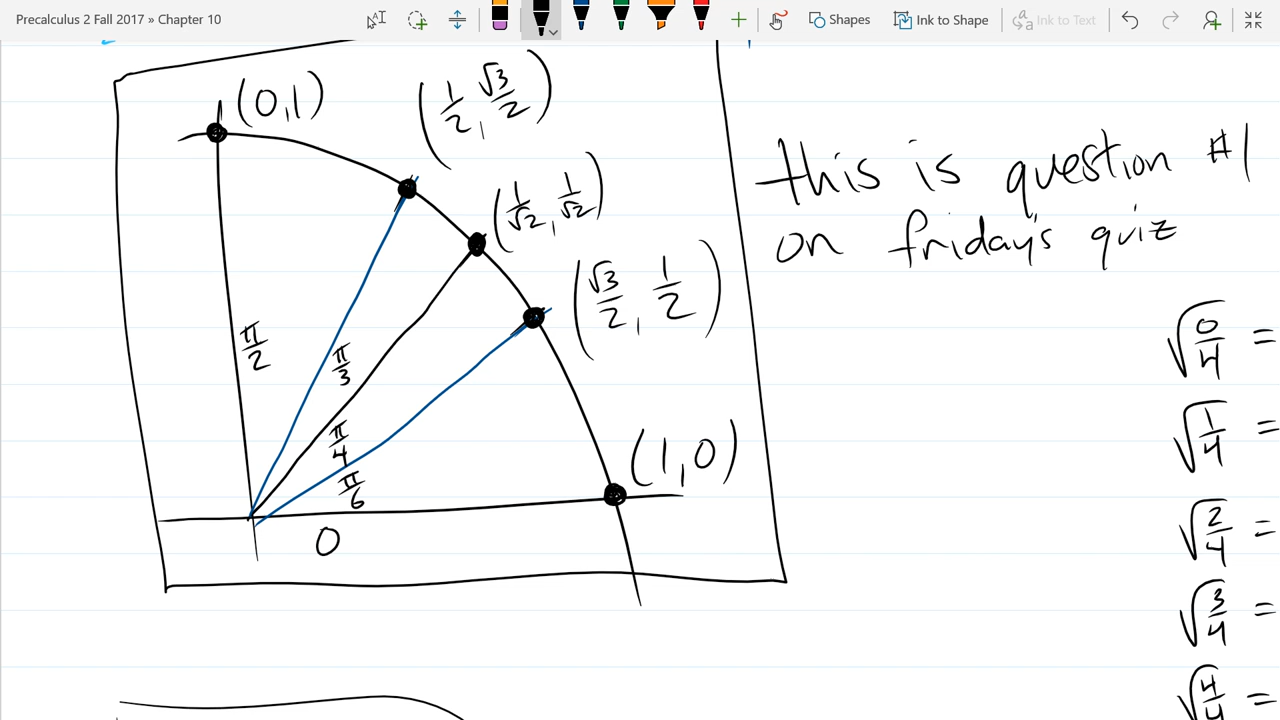 Precalculus 2 Fall 2017 » Chapter 10
Shapes
Ink to Shape
Ink to Text
(0,1)
(1/2, √3/2)
(1/√2, 1/√2)
(√3/2, 1/2)
(1,0)
π/2
π/3
π/4
π/6
0
this is question #1
on friday's quiz
√(0/4) =
√(1/4) =
√(2/4) =
√(3/4) =
√(4/4) =